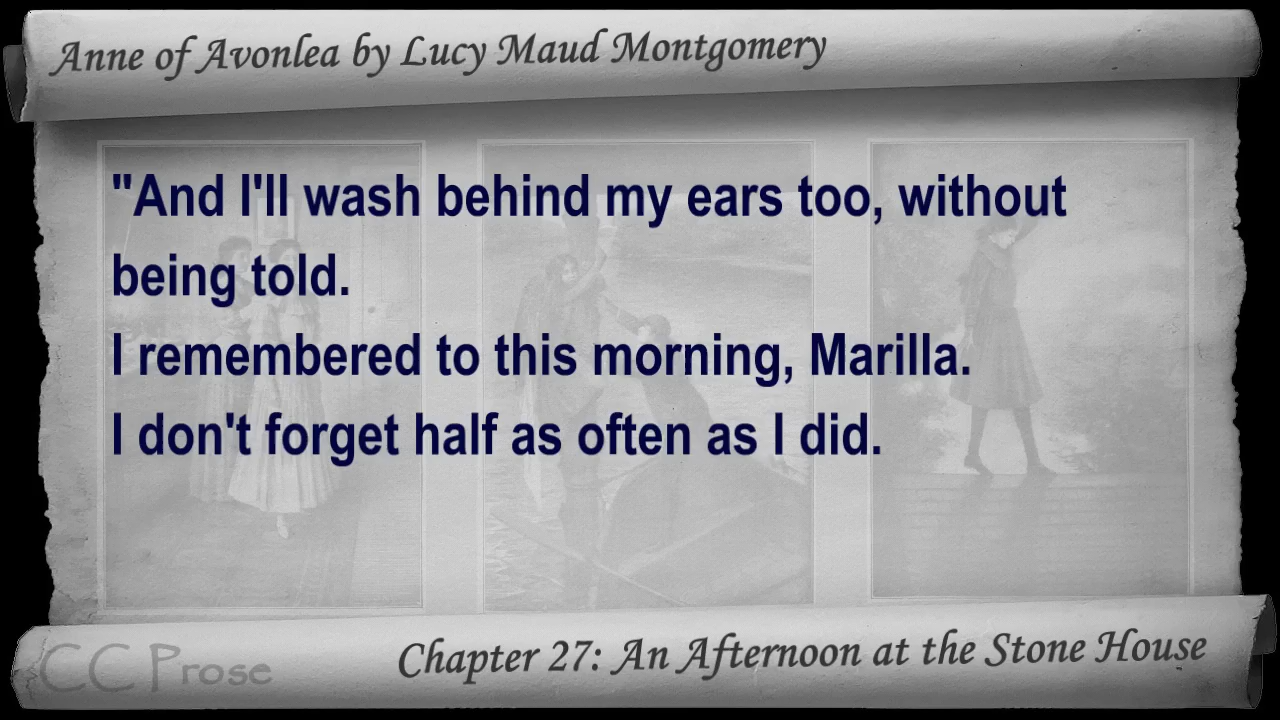 Anne of Avonlea by Lucy Maud Montgomery
"And I'll wash behind my ears too, without
being told.
I remembered to this morning, Marilla.
I don't forget half as often as I did.
CC Prose
Chapter 27: An Afternoon at the Stone House